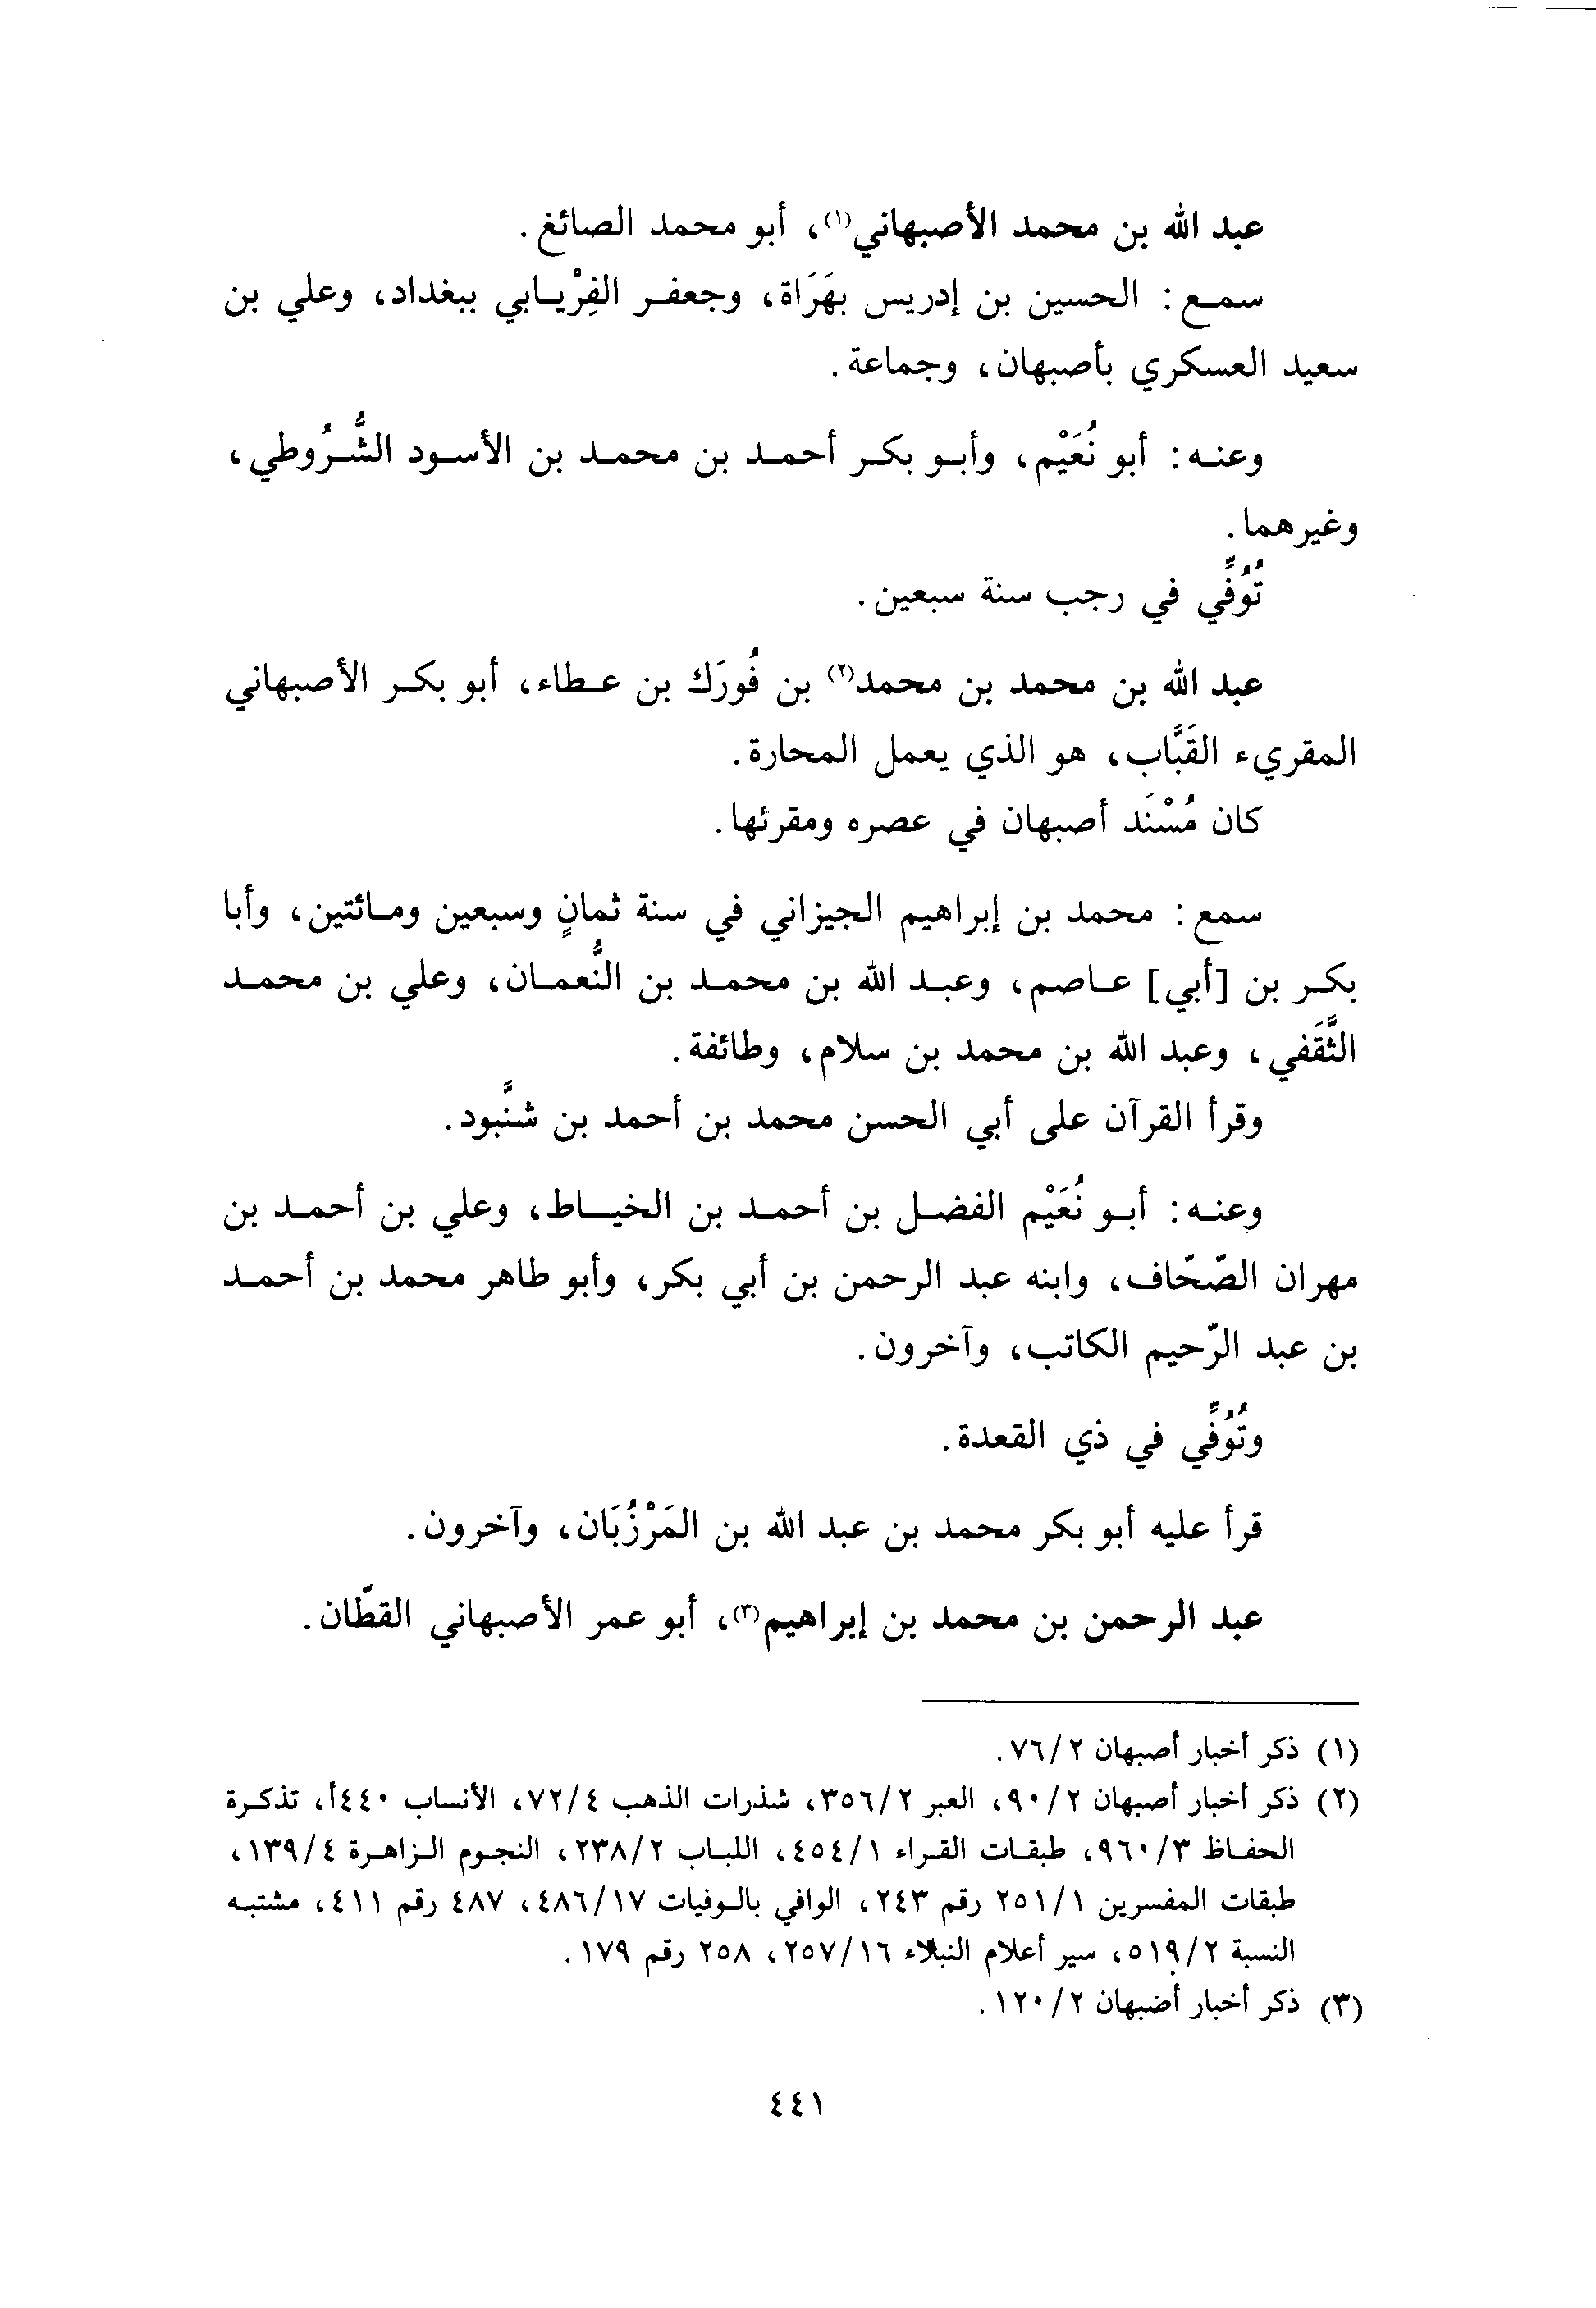 عبد الله بن محمد الأصبهاني(١)، أبو محمد الصائغ.
سمع: الحسين بن إدريس بهَرَاة، وجعفر الفِرْيابي ببغداد، وعلي بن
سعيد العسكري بأصبهان، وجماعة.
وعنه: أبو نُعَيْم، وأبو بكر أحمد بن محمد بن الأسود الشُّرُوطي،
وغيرهما.
تُوُفِّي في رجب سنة سبعين.
عبد الله بن محمد بن محمد(٢) بن فُورَك بن عطاء، أبو بكر الأصبهاني
المقريء القَبَّاب، هو الذي يعمل المحارة.
كان مُسْنَد أصبهان في عصره ومقرئها.
سمع: محمد بن إبراهيم الجيزاني في سنة ثمانٍ وسبعين ومائتين، وأبا
بكر بن [أبي] عاصم، وعبد الله بن محمد بن النُّعمان، وعلي بن محمد
الثَّقَفي، وعبد الله بن محمد بن سلام، وطائفة.
وقرأ القرآن على أبي الحسن محمد بن أحمد بن شنَّبود.
وعنه: أبو نُعَيْم الفضل بن أحمد بن الخياط، وعلي بن أحمد بن
مهران الصّحّاف، وابنه عبد الرحمن بن أبي بكر، وأبو طاهر محمد بن أحمد
بن عبد الرّحيم الكاتب، وآخرون.
وتُوُفِّي في ذي القعدة.
قرأ عليه أبو بكر محمد بن عبد الله بن المَرْزُبَان، وآخرون.
عبد الرحمن بن محمد بن إبراهيم(٣)، أبو عمر الأصبهاني القطّان.
(١) ذكر أخبار أصبهان ٢/ ٧٦.
(٢) ذكر أخبار أصبهان ٢/ ٩٠، العبر ٢/ ٣٥٦، شذرات الذهب ٤/ ٧٢، الأنساب ٤٤٠أ، تذكرة
الحفاظ ٣/ ٩٦٠، طبقات القراء ١/ ٤٥٤، اللباب ٢/ ٢٣٨، النجوم الزاهرة ٤/ ١٣٩،
طبقات المفسرين ١/ ٢٥١ رقم ٢٤٣، الوافي بالوفيات ١٧/ ٤٨٦، ٤٨٧ رقم ٤١١، مشتبه
النسبة ٢/ ٥١٩، سير أعلام النبلاء ١٦/ ٢٥٧، ٢٥٨ رقم ١٧٩.
(٣) ذكر أخبار أضبهان ٢/ ١٢٠.
٤٤١